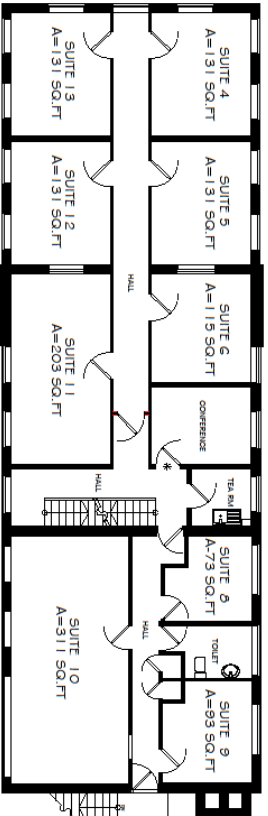 SUITE 13
A=131 SQ.FT
SUITE 4
A=131 SQ.FT
SUITE 12
A=131 SQ.FT
SUITE 5
A=131 SQ.FT
HALL
SUITE 11
A=203 SQ.FT
SUITE 6
A=115 SQ.FT
CONFERENCE
*
HALL
TEA RM
SUITE 8
A-73 SQ.FT
SUITE 10
A=311 SQ.FT
HALL
TOILET
SUITE 9
A=93 SQ.FT